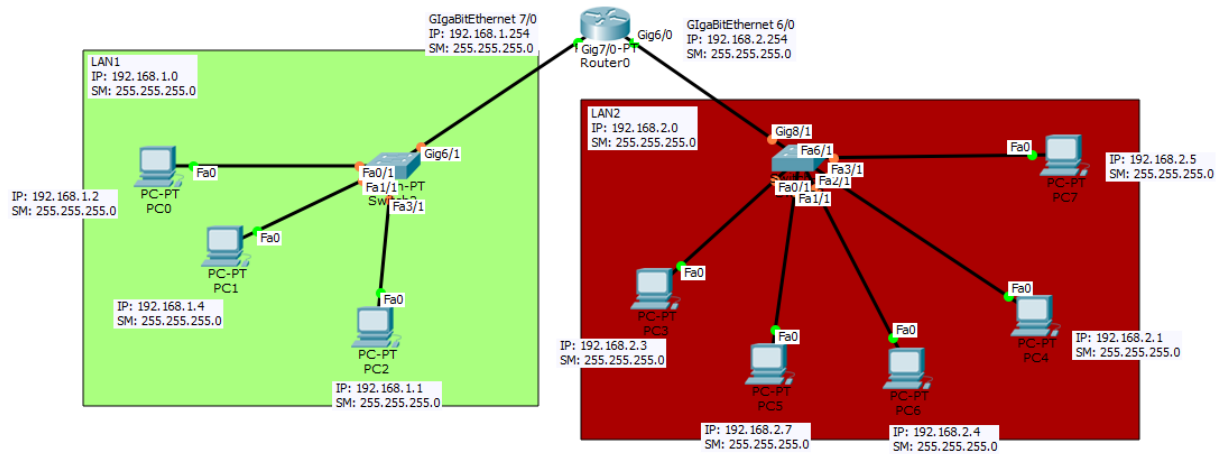 GIgaBitEthernet 7/0
IP: 192.168.1.254
SM: 255.255.255.0
Gig7/0
-PT
Router0
Gig6/0
GIgaBitEthernet 6/0
IP: 192.168.2.254
SM: 255.255.255.0
LAN1
IP: 192.168.1.0
SM: 255.255.255.0
Gig6/1
Fa0/1
Fa1/1
-PT
Fa3/1
Fa0
PC-PT
PC0
IP: 192.168.1.2
SM: 255.255.255.0
Fa0
PC-PT
PC1
IP: 192.168.1.4
SM: 255.255.255.0
Fa0
PC-PT
PC2
IP: 192.168.1.1
SM: 255.255.255.0
LAN2
IP: 192.168.2.0
SM: 255.255.255.0
Gig8/1
Fa6/1
Fa3/1
Fa2/1
Fa0/1
Fa1/1
Fa0
PC-PT
PC7
IP: 192.168.2.5
SM: 255.255.255.0
Fa0
PC-PT
PC3
IP: 192.168.2.3
SM: 255.255.255.0
Fa0
PC-PT
PC5
IP: 192.168.2.7
SM: 255.255.255.0
Fa0
PC-PT
PC6
IP: 192.168.2.4
SM: 255.255.255.0
Fa0
PC-PT
PC4
IP: 192.168.2.1
SM: 255.255.255.0